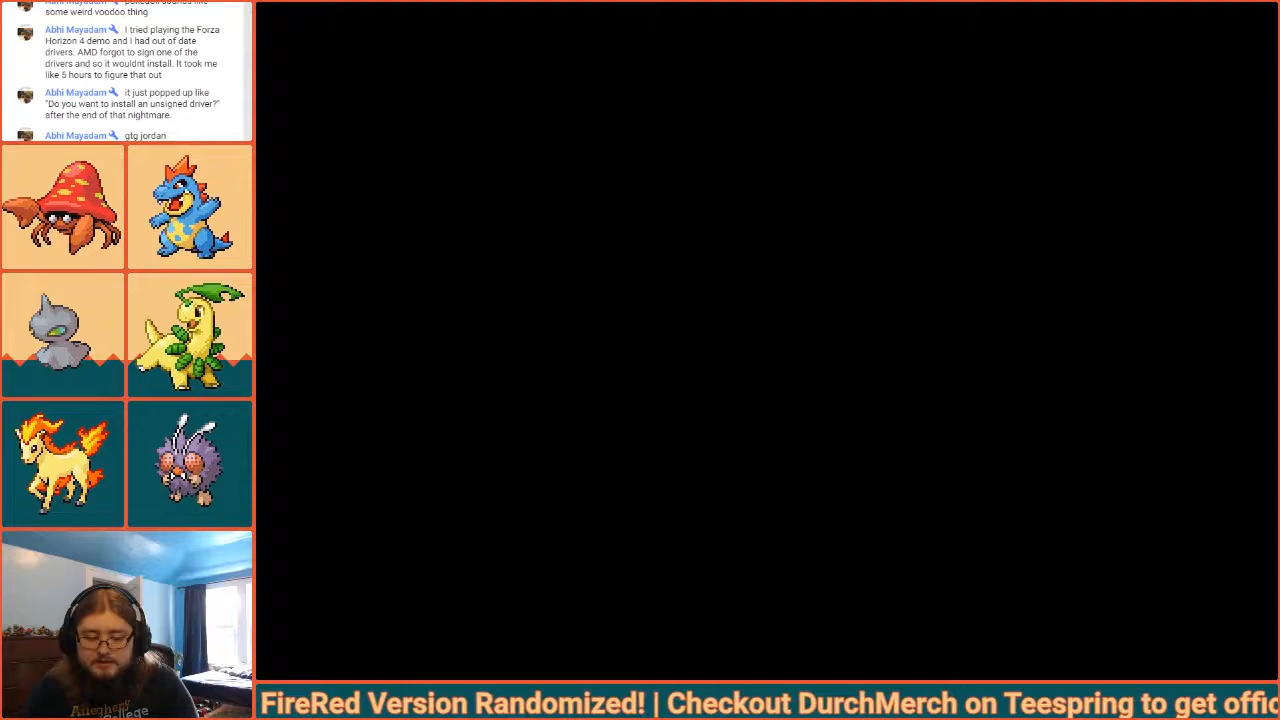 some weird voodoo thing
Abhi Mayadam I tried playing the Forza
Horizon 4 demo and I had out of date
drivers. AMD forgot to sign one of the
drivers and so it wouldnt install. It took me
like 5 hours to figure that out
Abhi Mayadam it just popped up like
"Do you want to install an unsigned driver?"
after the end of that nightmare.
Abhi Mayadam gtg jordan
Allegheny
College
FireRed Version Randomized! | Checkout DurchMerch on Teespring to get offic